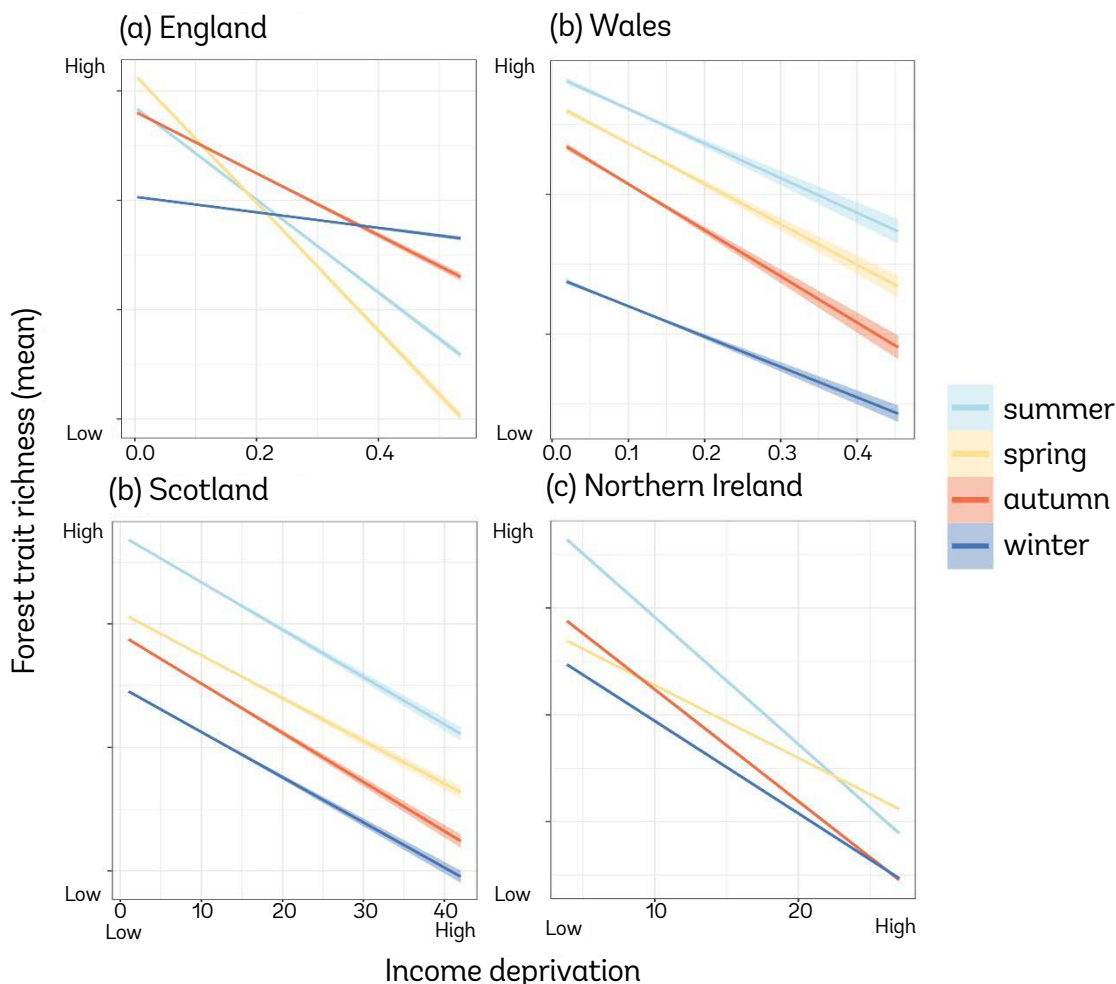 (a) England
(b) Wales
High
High
Low
Low
0.0 0.2 0.4
0.0 0.1 0.2 0.3 0.4
Forest trait richness (mean)
summer
spring
autumn
winter
(b) Scotland
(c) Northern Ireland
High
High
Low
Low
0 10 20 30 40
10 20
Low High
Low High
Income deprivation